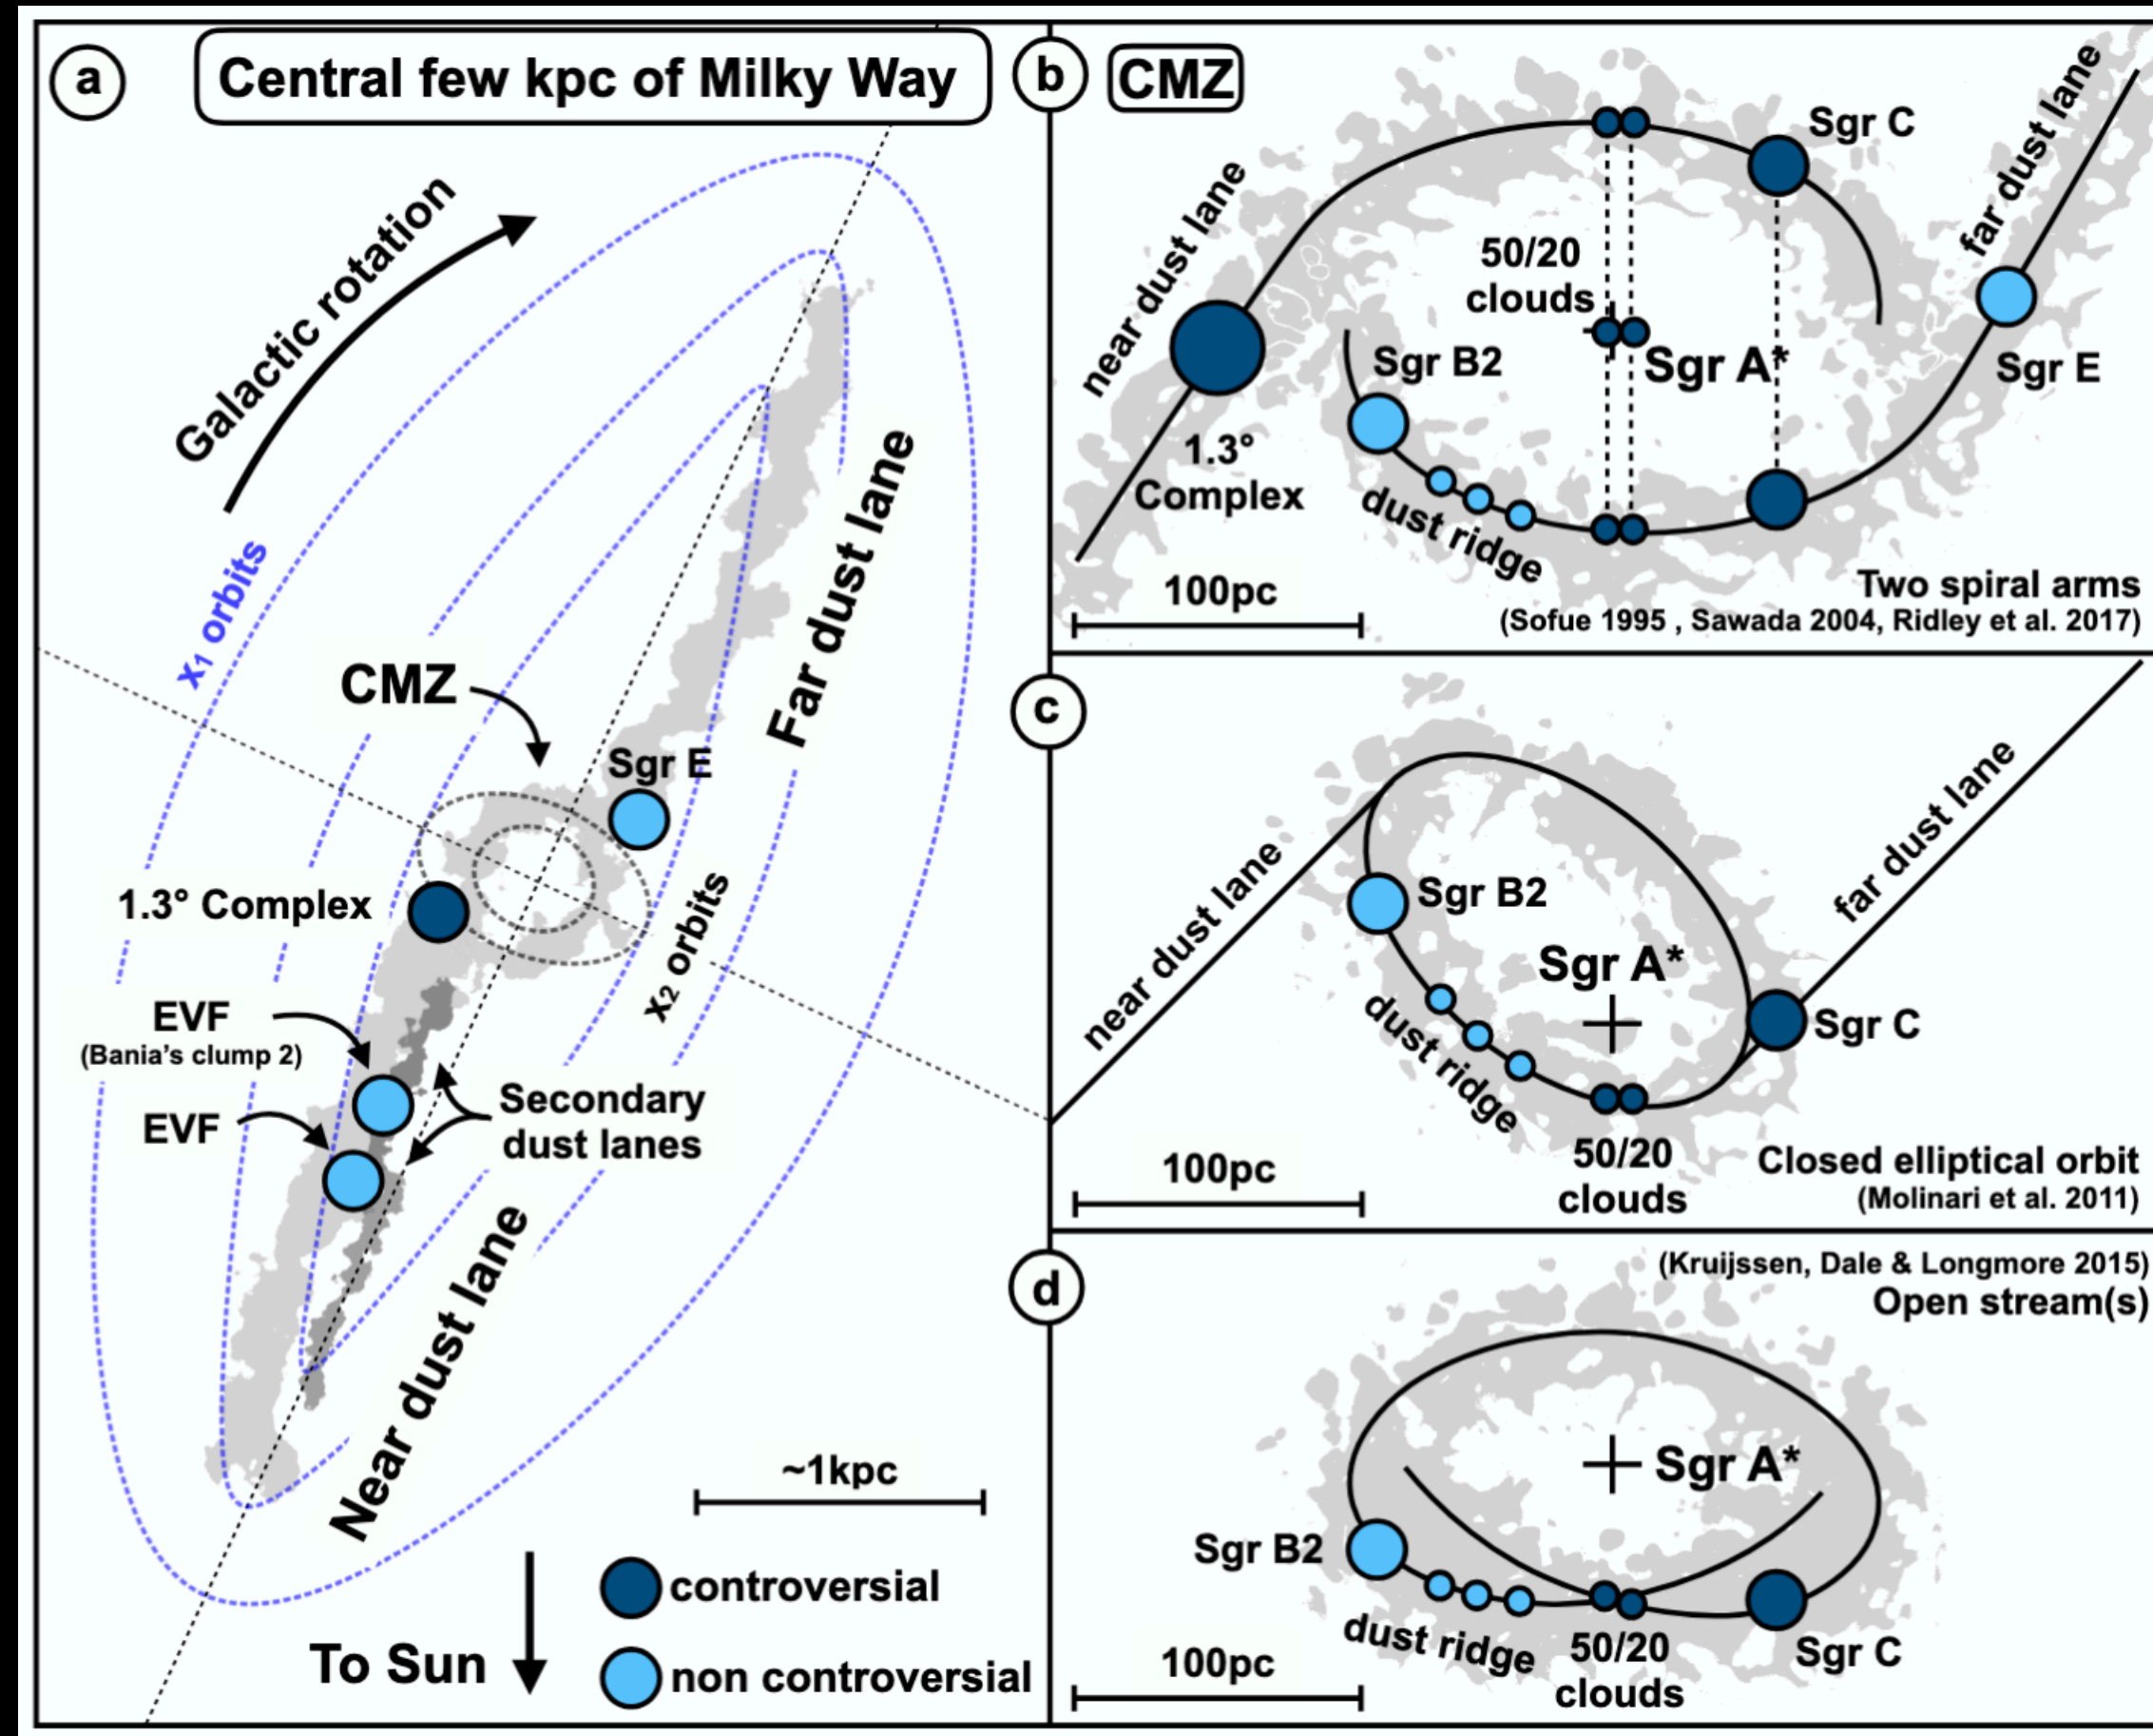 a
Central few kpc of Milky Way
Galactic rotation
x1 orbits
CMZ
Far dust lane
Sgr E
1.3° Complex
x2 orbits
EVF
(Bania's clump 2)
EVF
Secondary
dust lanes
Near dust lane
~1kpc
To Sun
controversial
non controversial
b
CMZ
near dust lane
far dust lane
Sgr C
50/20
clouds
Sgr A*
Sgr B2
Sgr E
1.3°
Complex
dust ridge
100pc
Two spiral arms
(Sofue 1995 , Sawada 2004, Ridley et al. 2017)
c
near dust lane
far dust lane
Sgr B2
Sgr A*
Sgr C
dust ridge
50/20
clouds
100pc
Closed elliptical orbit
(Molinari et al. 2011)
d
(Kruijssen, Dale & Longmore 2015)
Open stream(s)
Sgr A*
Sgr B2
dust ridge
50/20
clouds
Sgr C
100pc